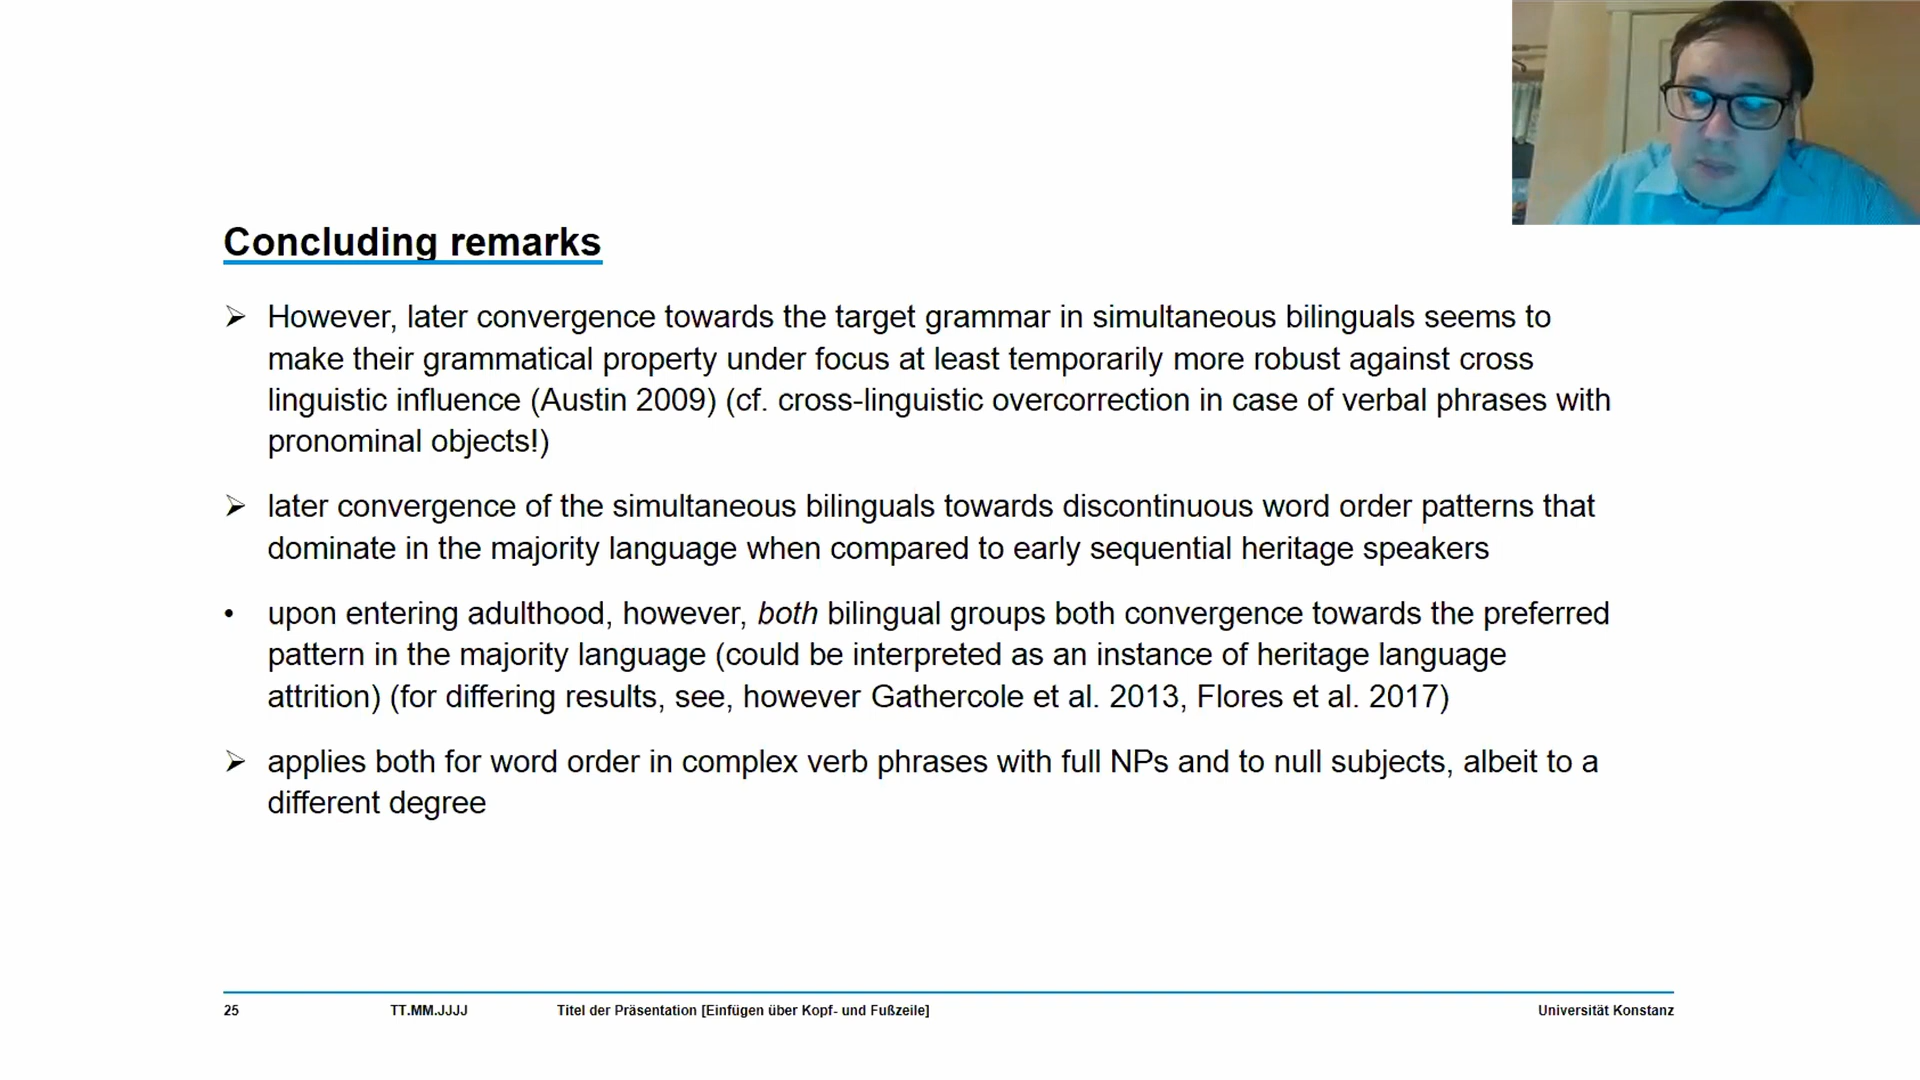 Concluding remarks
➢ However, later convergence towards the target grammar in simultaneous bilinguals seems to
make their grammatical property under focus at least temporarily more robust against cross
linguistic influence (Austin 2009) (cf. cross-linguistic overcorrection in case of verbal phrases with
pronominal objects!)
➢ later convergence of the simultaneous bilinguals towards discontinuous word order patterns that
dominate in the majority language when compared to early sequential heritage speakers
• upon entering adulthood, however, both bilingual groups both convergence towards the preferred
pattern in the majority language (could be interpreted as an instance of heritage language
attrition) (for differing results, see, however Gathercole et al. 2013, Flores et al. 2017)
➢ applies both for word order in complex verb phrases with full NPs and to null subjects, albeit to a
different degree
25 TT.MM.JJJJ Titel der Präsentation [Einfügen über Kopf- und Fußzeile] Universität Konstanz